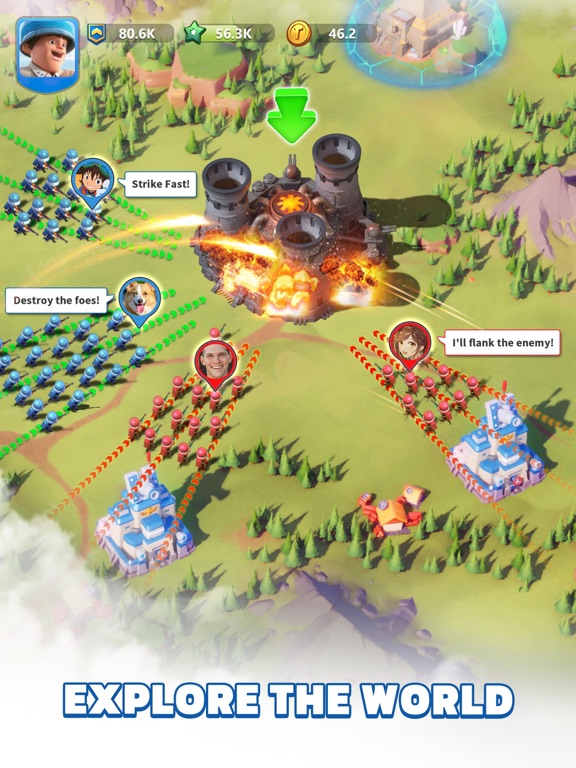 80.6K 56.3K 46.2
Strike Fast!
Destroy the foes!
I'll flank the enemy!
EXPLORE THE WORLD